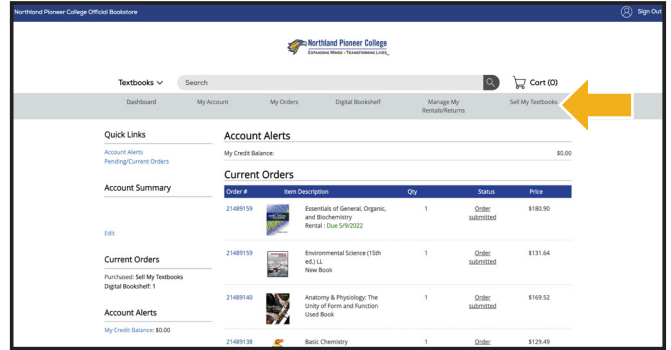 Northland Pioneer College Official Bookstore
Sign Out
Northland Pioneer College
EXPANDING MINDS • TRANSFORMING LIVES
Textbooks
Search
Cart (0)
Dashboard
My Account
My Orders
Digital Bookshelf
Manage My
Rentals/Returns
Sell My Textbooks
Quick Links
Account Alerts
Pending/Current Orders
Account Summary
Edit
Current Orders
Purchased: Sell My Textbooks
Digital Bookshelf: 1
Account Alerts
My Credit Balance: $0.00
Account Alerts
My Credit Balance:
$0.00
Current Orders
Order # Item Description Qty Status Price
21489159 Essentials of General, Organic, 1 Order $180.90
and Biochemistry submitted
Rental : Due 5/9/2022
21489159 Environmental Science (15th 1 Order $131.64
ed.) LL submitted
New Book
21489140 Anatomy & Physiology: The 1 Order $169.52
Unity of Form and Function submitted
Used Book
21489138 Basic Chemistry 1 Order $129.49